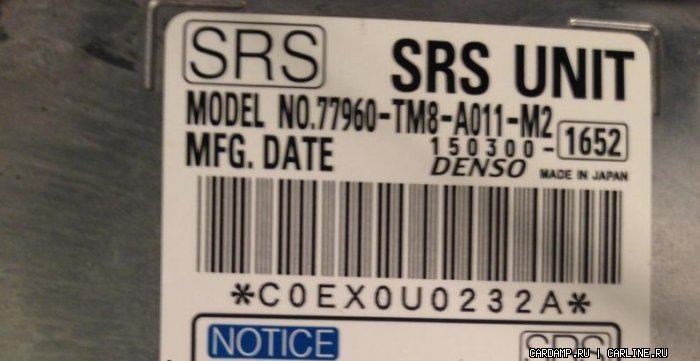 SRS SRS UNIT
MODEL NO.77960-TM8-A011-M2
MFG. DATE 150300-1652
DENSO MADE IN JAPAN
*C0EX0U0232A*
NOTICE SRS
CARDAMP.RU | CARLINE.RU